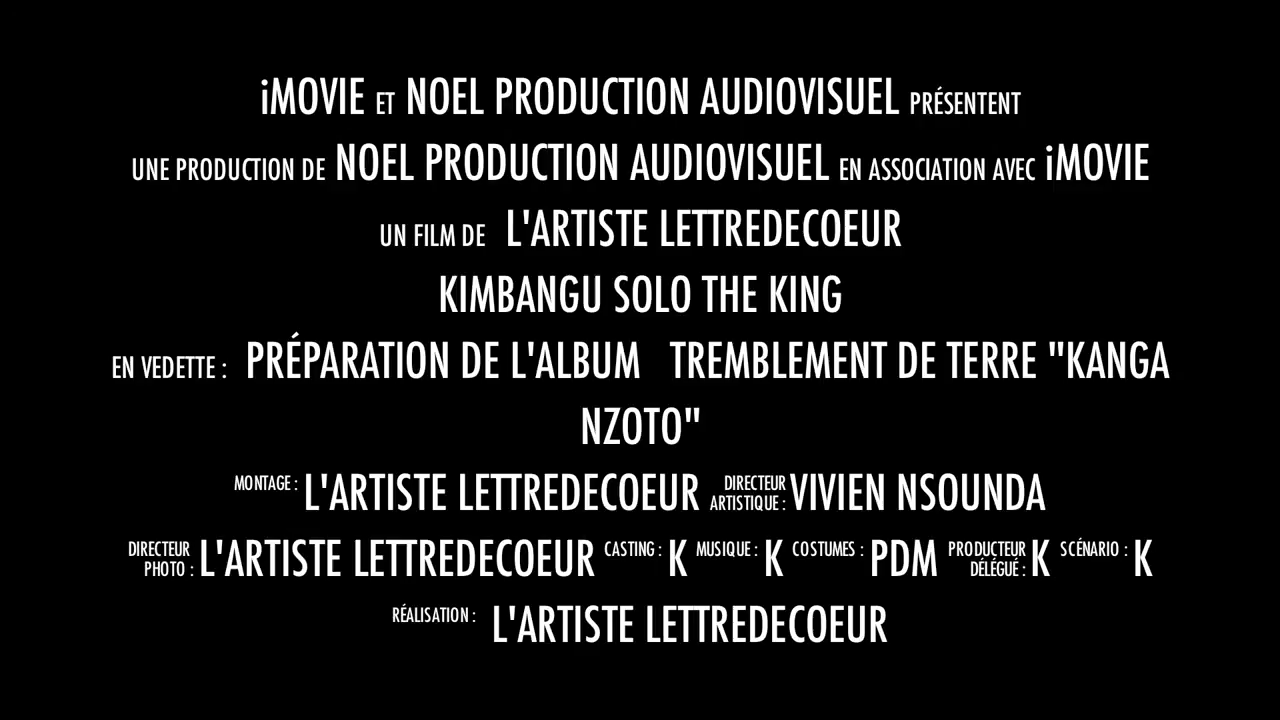 iMOVIE ET NOEL PRODUCTION AUDIOVISUEL PRÉSENTENT
UNE PRODUCTION DE NOEL PRODUCTION AUDIOVISUEL EN ASSOCIATION AVEC iMOVIE
UN FILM DE L'ARTISTE LETTREDECOEUR
KIMBANGU SOLO THE KING
EN VEDETTE : PRÉPARATION DE L'ALBUM TREMBLEMENT DE TERRE "KANGA
NZOTO"
MONTAGE : L'ARTISTE LETTREDECOEUR DIRECTEUR ARTISTIQUE : VIVIEN NSOUNDA
DIRECTEUR PHOTO : L'ARTISTE LETTREDECOEUR CASTING : K MUSIQUE : K COSTUMES : PDM PRODUCTEUR DÉLÉGUÉ : K SCÉNARIO : K
RÉALISATION : L'ARTISTE LETTREDECOEUR